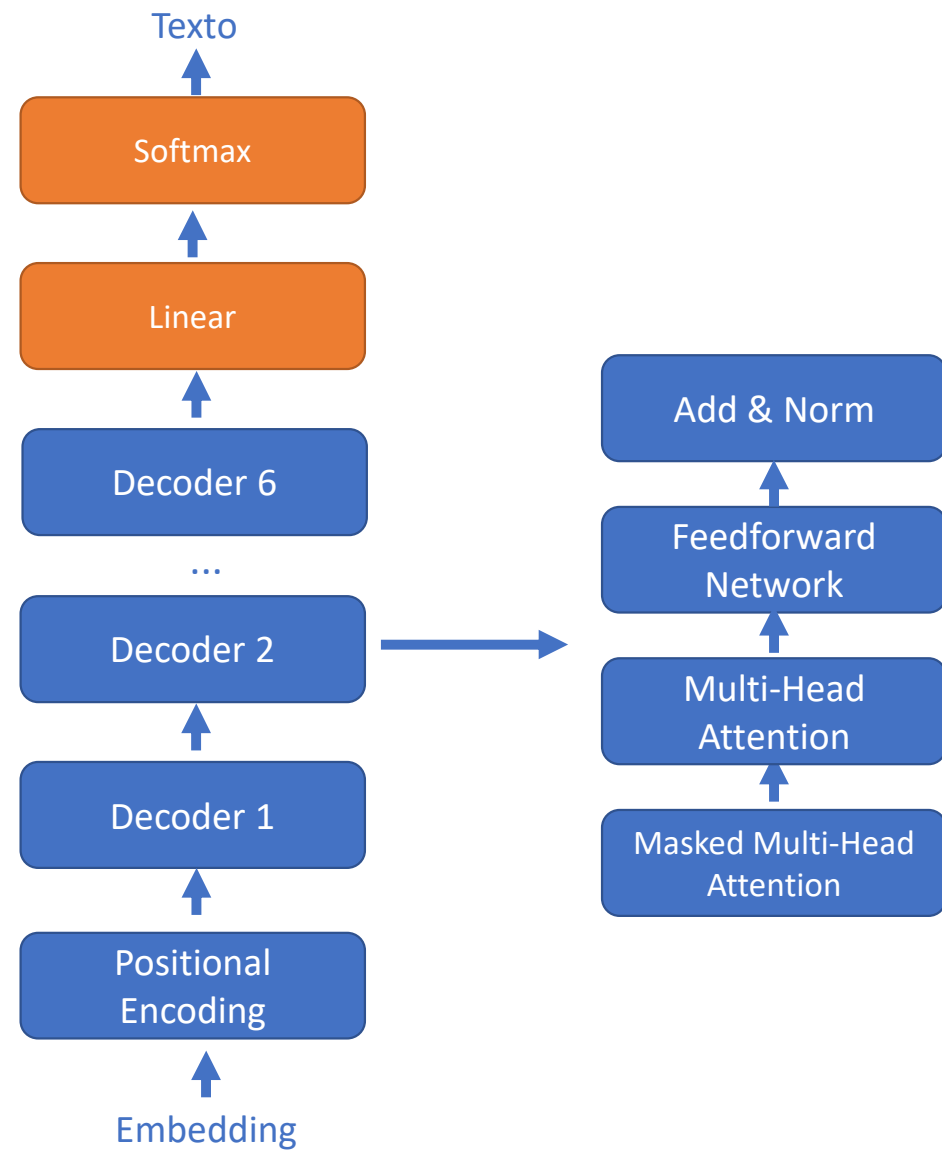 Texto
Softmax
Linear
Decoder 6
...
Decoder 2
Decoder 1
Positional
Encoding
Embedding
Add & Norm
Feedforward
Network
Multi-Head
Attention
Masked Multi-Head
Attention